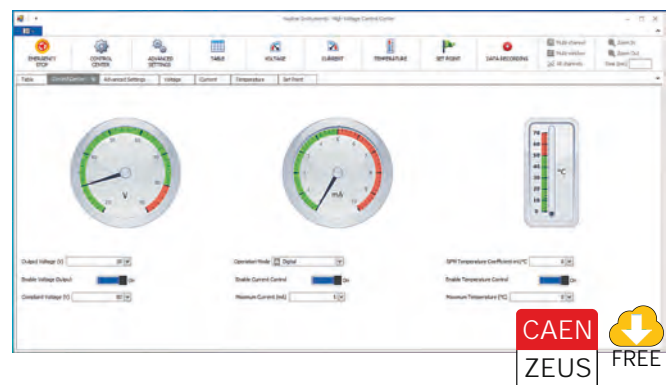 Nuclear Instruments - High Voltage Control Center
EMERGENCY STOP
CONTROL CENTER
ADVANCED SETTINGS
TABLE
VOLTAGE
CURRENT
TEMPERATURE
SET POINT
DATA RECORDING
Multi channel
Multi window
All channels
Zoom In
Zoom Out
Time (sec)
Table
ControlCenter
Advanced Settings
Voltage
Current
Temperature
Set Point
V
mA
°C
Output Voltage (V)
Operation Mode
Digital
SiPM Temperature Coefficient mV/°C
Enable Voltage Output
ON
Enable Current Control
ON
Enable Temperature Control
ON
Constant Voltage (V)
Maximum Current (mA)
Maximum Temperature (°C)
CAEN
ZEUS
FREE